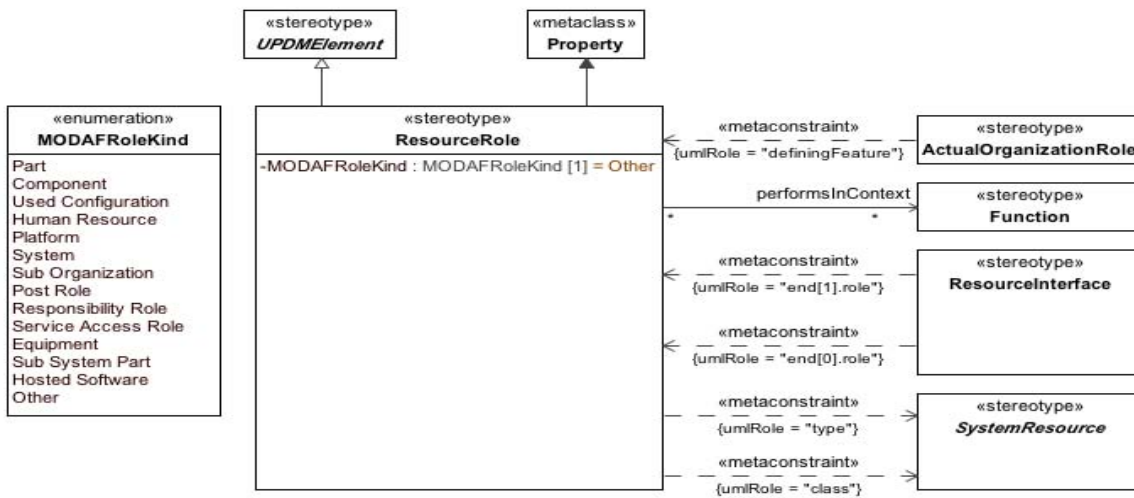 «stereotype»
UPDMElement
«metaclass»
Property
«enumeration»
MODAFRoleKind
Part
Component
Used Configuration
Human Resource
Platform
System
Sub Organization
Post Role
Responsibility Role
Service Access Role
Equipment
Sub System Part
Hosted Software
Other
«stereotype»
ResourceRole
-MODAFRoleKind : MODAFRoleKind [1] = Other
«metaconstraint»
{umlRole = "definingFeature"}
performsInContext
* *
«metaconstraint»
{umlRole = "end[1].role"}
«metaconstraint»
{umlRole = "end[0].role"}
«metaconstraint»
{umlRole = "type"}
«metaconstraint»
{umlRole = "class"}
«stereotype»
ActualOrganizationRole
«stereotype»
Function
«stereotype»
ResourceInterface
«stereotype»
SystemResource